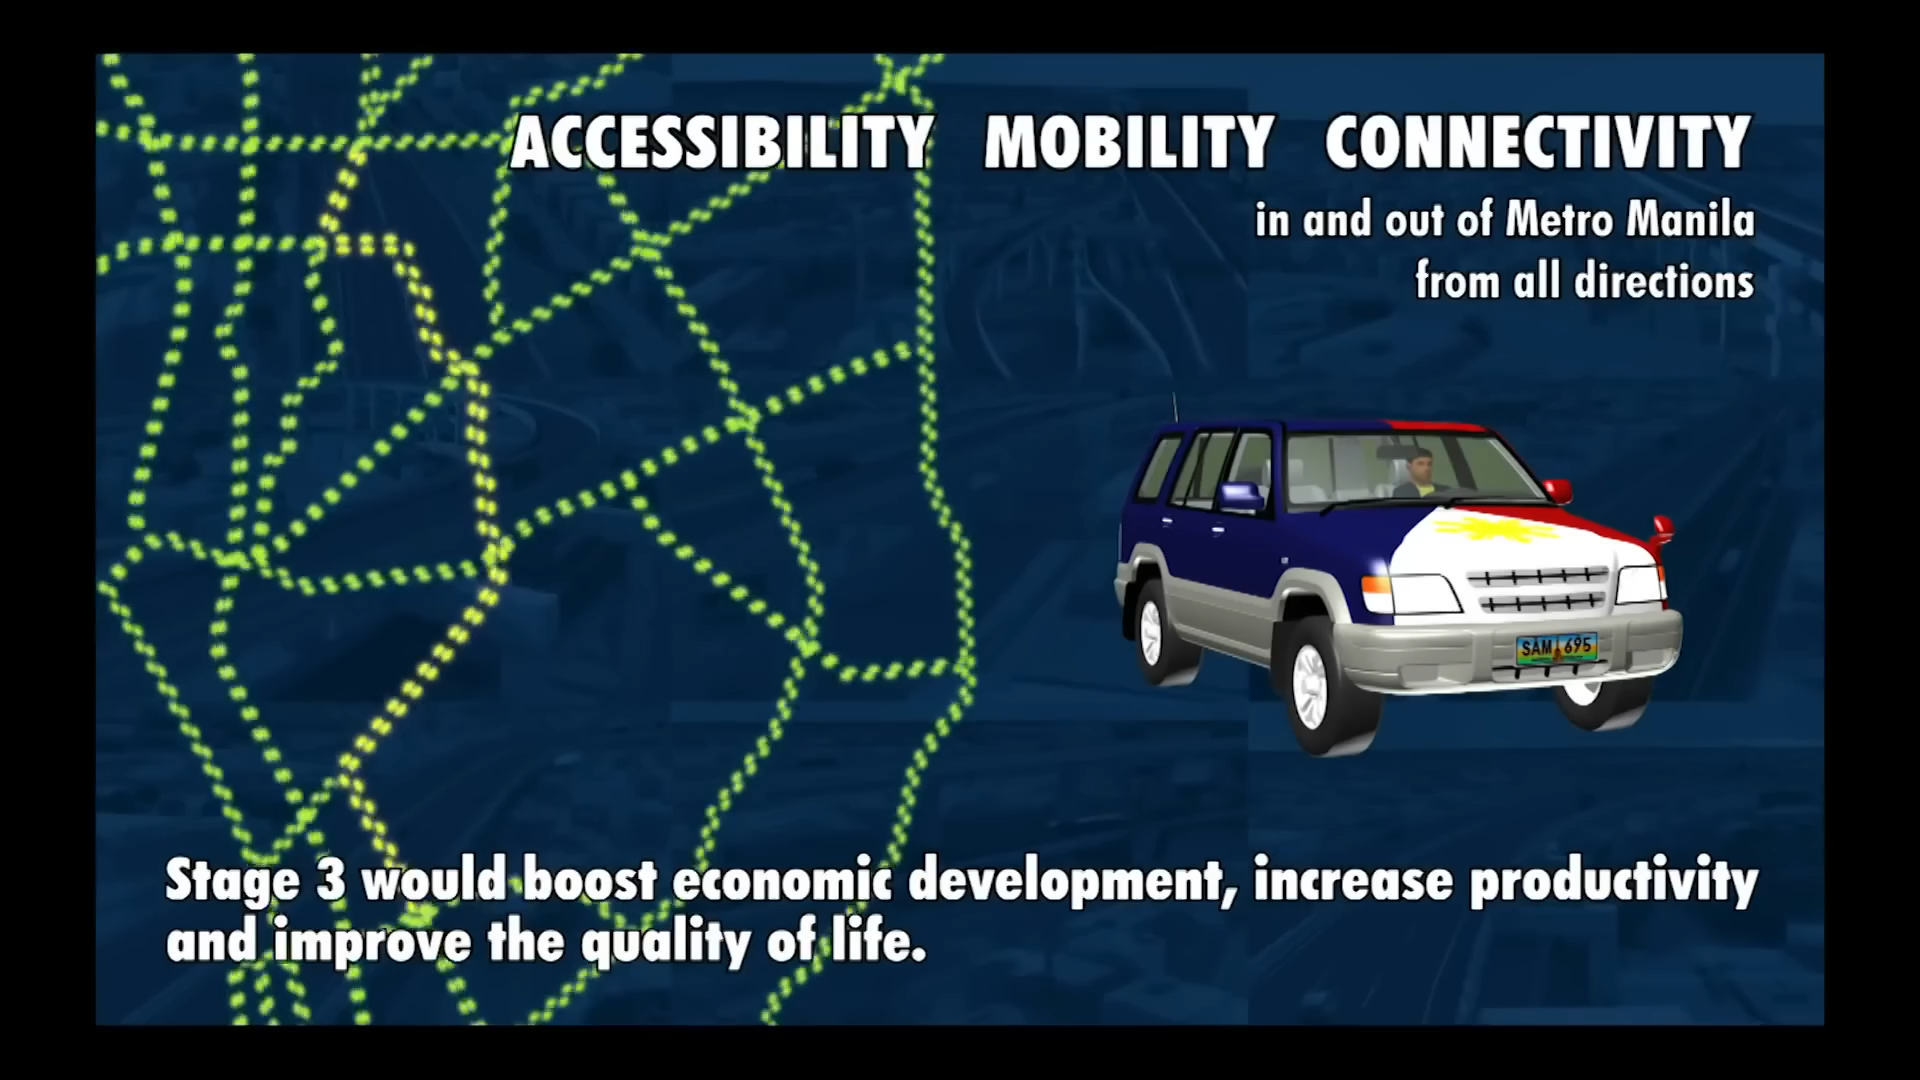 ACCESSIBILITY MOBILITY CONNECTIVITY
in and out of Metro Manila
from all directions
SAM 695
Stage 3 would boost economic development, increase productivity
and improve the quality of life.